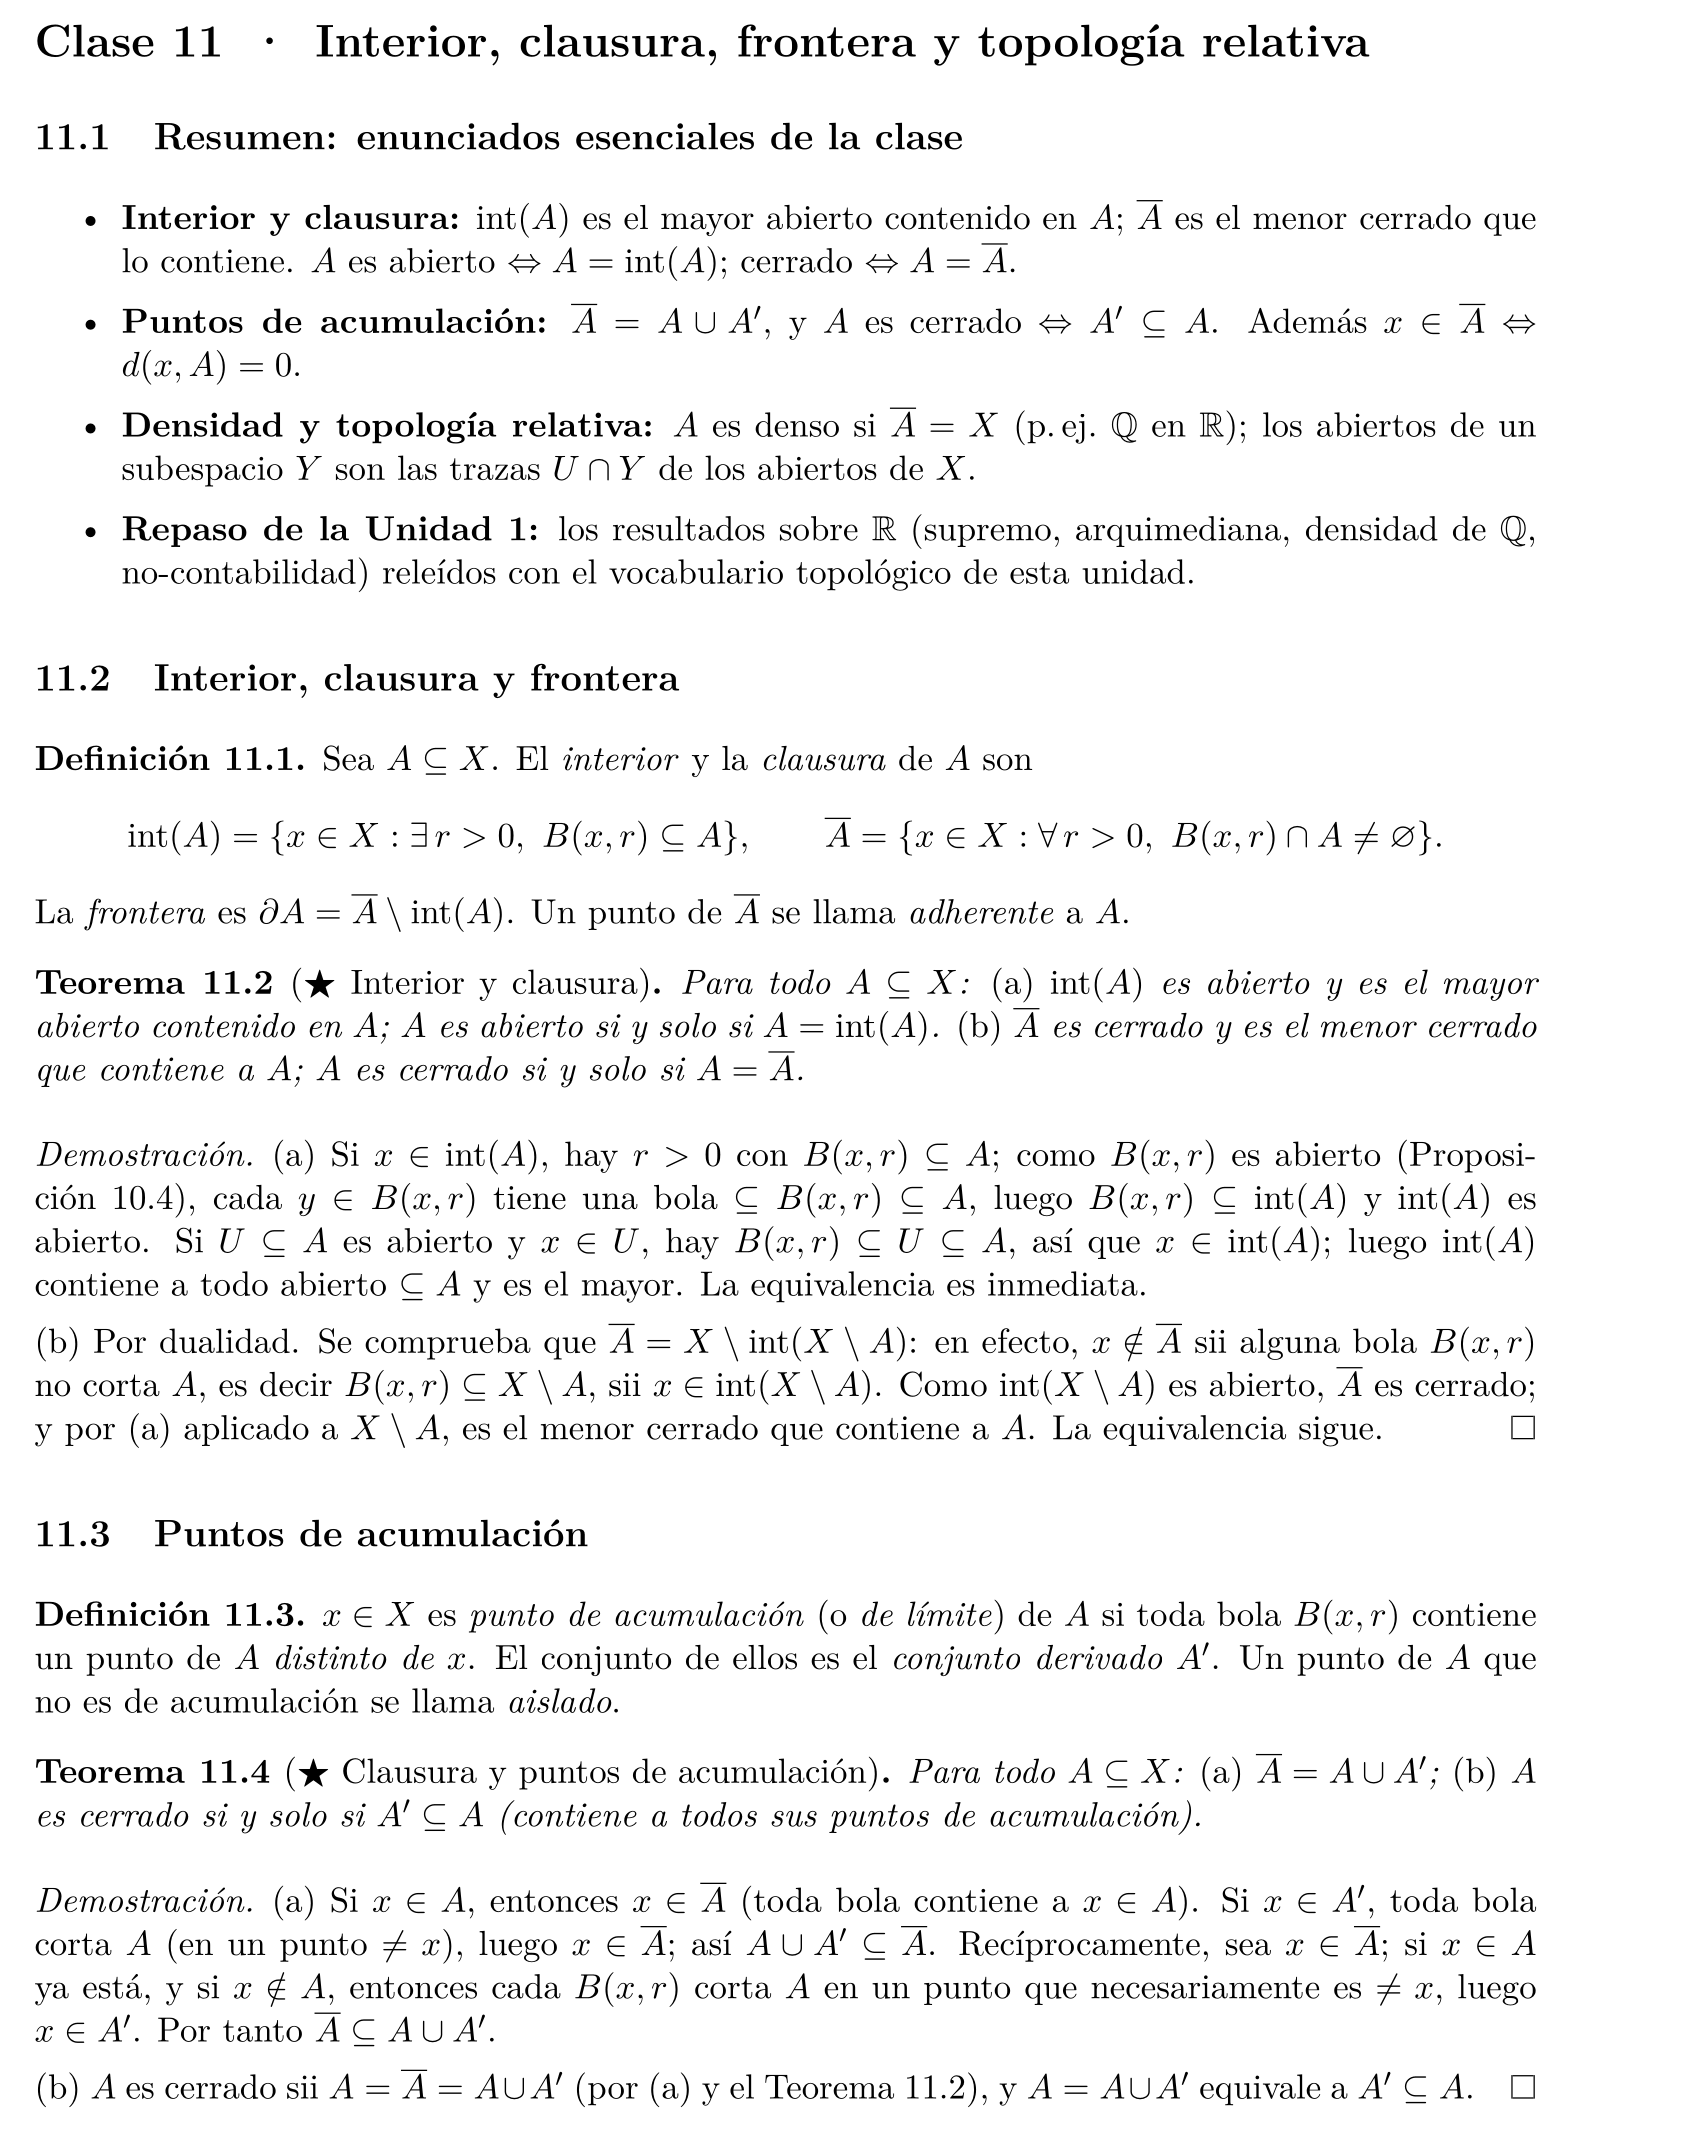 Clase 11 · Interior, clausura, frontera y topología relativa
11.1 Resumen: enunciados esenciales de la clase
• Interior y clausura: int(A) es el mayor abierto contenido en A; A̅ es el menor cerrado que
lo contiene. A es abierto ⇔ A = int(A); cerrado ⇔ A = A̅.
• Puntos de acumulación: A̅ = A ∪ A′, y A es cerrado ⇔ A′ ⊆ A. Además x ∈ A̅ ⇔
d(x, A) = 0.
• Densidad y topología relativa: A es denso si A̅ = X (p. ej. ℚ en ℝ); los abiertos de un
subespacio Y son las trazas U ∩ Y de los abiertos de X.
• Repaso de la Unidad 1: los resultados sobre ℝ (supremo, arquimediana, densidad de ℚ,
no-contabilidad) releídos con el vocabulario topológico de esta unidad.
11.2 Interior, clausura y frontera
Definición 11.1. Sea A ⊆ X. El interior y la clausura de A son
int(A) = {x ∈ X : ∃ r > 0, B(x, r) ⊆ A}, A̅ = {x ∈ X : ∀ r > 0, B(x, r) ∩ A ≠ ∅}.
La frontera es ∂A = A̅ \ int(A). Un punto de A̅ se llama adherente a A.
Teorema 11.2 (★ Interior y clausura). Para todo A ⊆ X: (a) int(A) es abierto y es el mayor
abierto contenido en A; A es abierto si y solo si A = int(A). (b) A̅ es cerrado y es el menor cerrado
que contiene a A; A es cerrado si y solo si A = A̅.
Demostración. (a) Si x ∈ int(A), hay r > 0 con B(x, r) ⊆ A; como B(x, r) es abierto (Proposi-
ción 10.4), cada y ∈ B(x, r) tiene una bola ⊆ B(x, r) ⊆ A, luego B(x, r) ⊆ int(A) y int(A) es
abierto. Si U ⊆ A es abierto y x ∈ U, hay B(x, r) ⊆ U ⊆ A, así que x ∈ int(A); luego int(A)
contiene a todo abierto ⊆ A y es el mayor. La equivalencia es inmediata.
(b) Por dualidad. Se comprueba que A̅ = X \ int(X \ A): en efecto, x ∉ A̅ sii alguna bola B(x, r)
no corta A, es decir B(x, r) ⊆ X \ A, sii x ∈ int(X \ A). Como int(X \ A) es abierto, A̅ es cerrado;
y por (a) aplicado a X \ A, es el menor cerrado que contiene a A. La equivalencia sigue. □
11.3 Puntos de acumulación
Definición 11.3. x ∈ X es punto de acumulación (o de límite) de A si toda bola B(x, r) contiene
un punto de A distinto de x. El conjunto de ellos es el conjunto derivado A′. Un punto de A que
no es de acumulación se llama aislado.
Teorema 11.4 (★ Clausura y puntos de acumulación). Para todo A ⊆ X: (a) A̅ = A ∪ A′; (b) A
es cerrado si y solo si A′ ⊆ A (contiene a todos sus puntos de acumulación).
Demostración. (a) Si x ∈ A, entonces x ∈ A̅ (toda bola contiene a x ∈ A). Si x ∈ A′, toda bola
corta A (en un punto ≠ x), luego x ∈ A̅; así A ∪ A′ ⊆ A̅. Recíprocamente, sea x ∈ A̅; si x ∈ A
ya está, y si x ∉ A, entonces cada B(x, r) corta A en un punto que necesariamente es ≠ x, luego
x ∈ A′. Por tanto A̅ ⊆ A ∪ A′.
(b) A es cerrado sii A = A̅ = A∪A′ (por (a) y el Teorema 11.2), y A = A∪A′ equivale a A′ ⊆ A. □